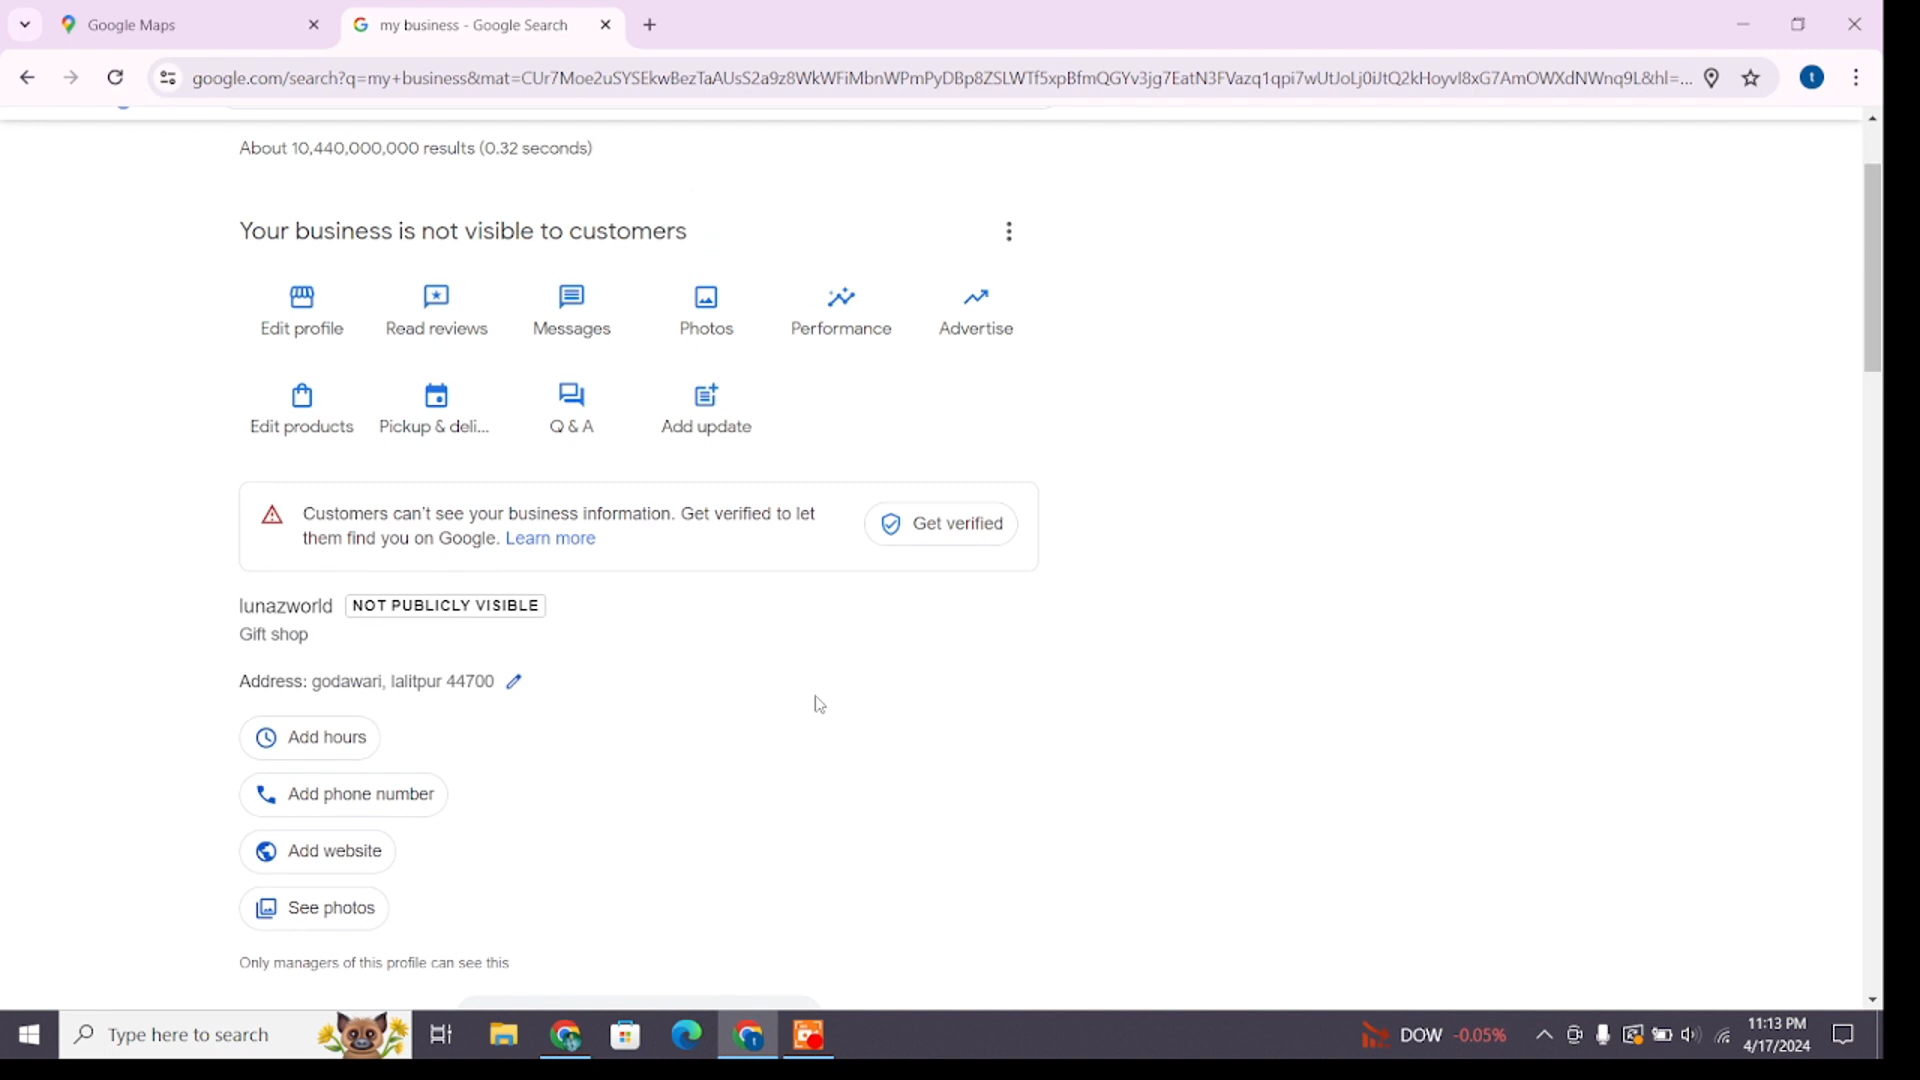 Google Maps
my business - Google Search
google.com/search?q=my+business&mat=CUr7Moe2uSYSEkwBezTaAUsS2a9z8WkWFiMbnWPmPyDBp8ZSLWTf5xpBfmQGYv3jg7EatN3FVazq1qpi7wUtJoLj0iJtQ2kHoyvI8xG7AmOWXdNWnq9L&hl=...
t
About 10,440,000,000 results (0.32 seconds)
Your business is not visible to customers
Edit profile
Read reviews
Messages
Photos
Performance
Advertise
Edit products
Pickup & deli...
Q & A
Add update
Customers can't see your business information. Get verified to let
them find you on Google. Learn more
Get verified
lunazworld NOT PUBLICLY VISIBLE
Gift shop
Address: godawari, lalitpur 44700
Add hours
Add phone number
Add website
See photos
Only managers of this profile can see this
Type here to search
DOW -0.05%
11:13 PM
4/17/2024